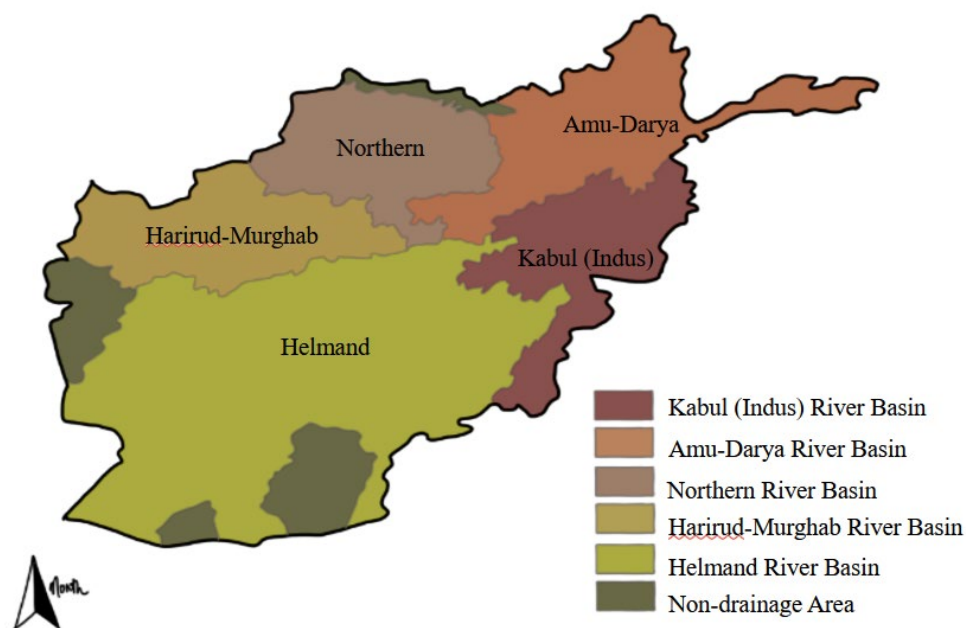 Amu-Darya
Northern
Harirud-Murghab
Kabul (Indus)
Helmand
Kabul (Indus) River Basin
Amu-Darya River Basin
Northern River Basin
Harirud-Murghab River Basin
Helmand River Basin
Non-drainage Area
North